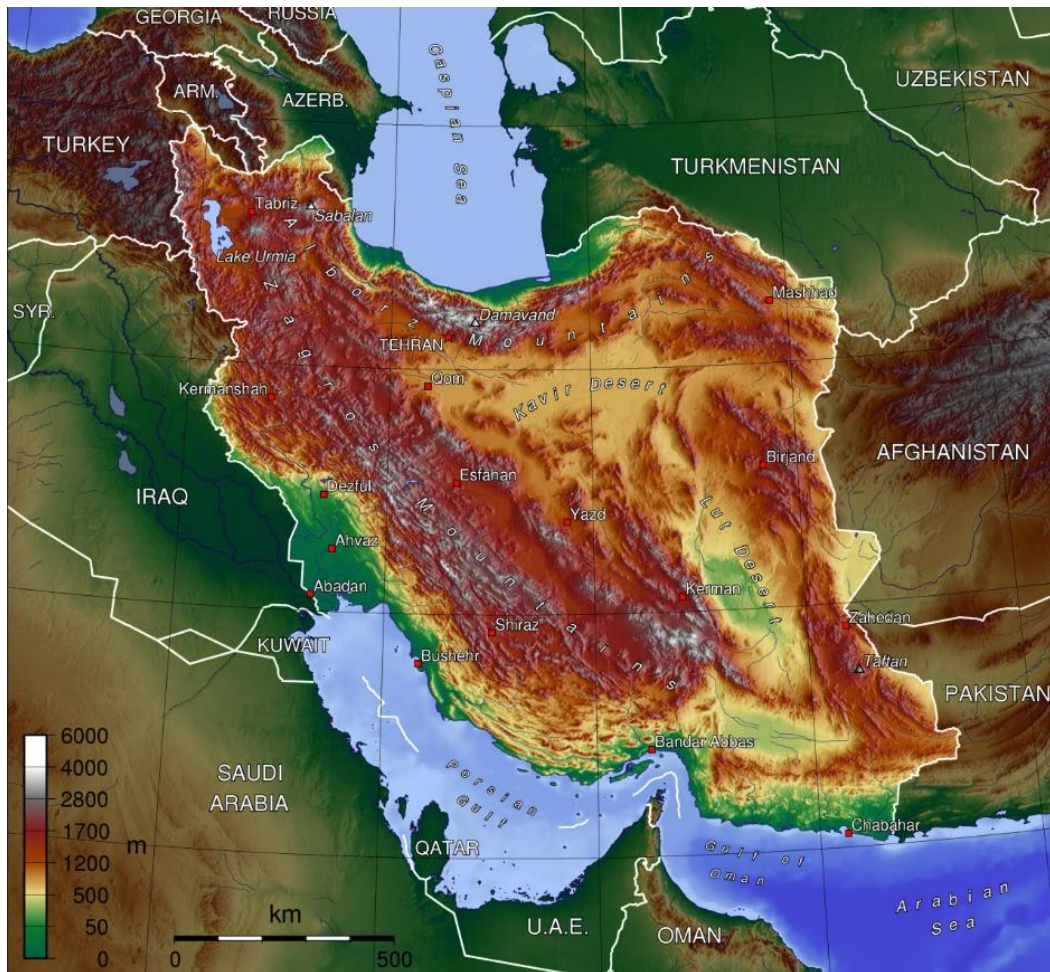 GEORGIA
RUSSIA
Caspian Sea
UZBEKISTAN
ARM.
AZERB.
TURKEY
TURKMENISTAN
Tabriz
Sabalan
Lake Urmia
Alborz Mountains
Mashhad
SYR.
Damavand
TEHRAN
Zagros Mountains
Qom
Kavir Desert
Kermanshah
AFGHANISTAN
Birjand
Esfahan
IRAQ
Dezful
Lut Desert
Yazd
Ahvaz
Abadan
Kerman
Zahedan
Shiraz
KUWAIT
Bushehr
Taftan
PAKISTAN
Bandar Abbas
6000
4000
2800
1700
1200
500
50
0
m
SAUDI
ARABIA
Persian
Gulf
Chabahar
QATAR
Gulf of
Oman
Arabian
Sea
km
0
500
U.A.E.
OMAN